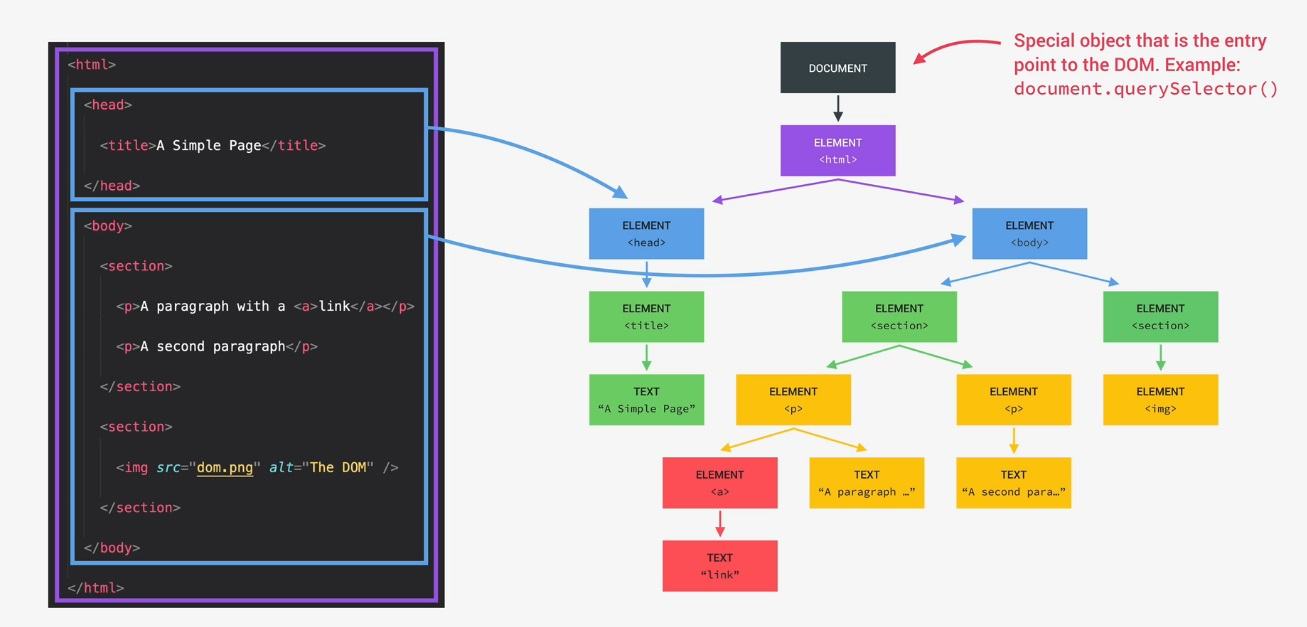 <html>
<head>
<title>A Simple Page</title>
</head>
<body>
<section>
<p>A paragraph with a <a>link</a></p>
<p>A second paragraph</p>
</section>
<section>
<img src="dom.png" alt="The DOM" />
</section>
</body>
</html>
Special object that is the entry
point to the DOM. Example:
document.querySelector()
DOCUMENT
ELEMENT
<html>
ELEMENT
<head>
ELEMENT
<body>
ELEMENT
<title>
ELEMENT
<section>
ELEMENT
<section>
TEXT
“A Simple Page”
ELEMENT
<p>
ELEMENT
<p>
ELEMENT
<img>
ELEMENT
<a>
TEXT
“A paragraph …”
TEXT
“A second para…”
TEXT
“link”